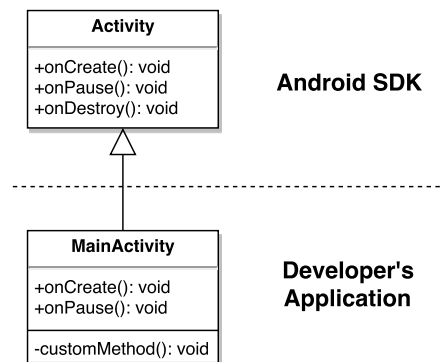 Activity
+onCreate(): void
+onPause(): void
+onDestroy(): void
Android SDK
MainActivity
+onCreate(): void
+onPause(): void
-customMethod(): void
Developer's
Application